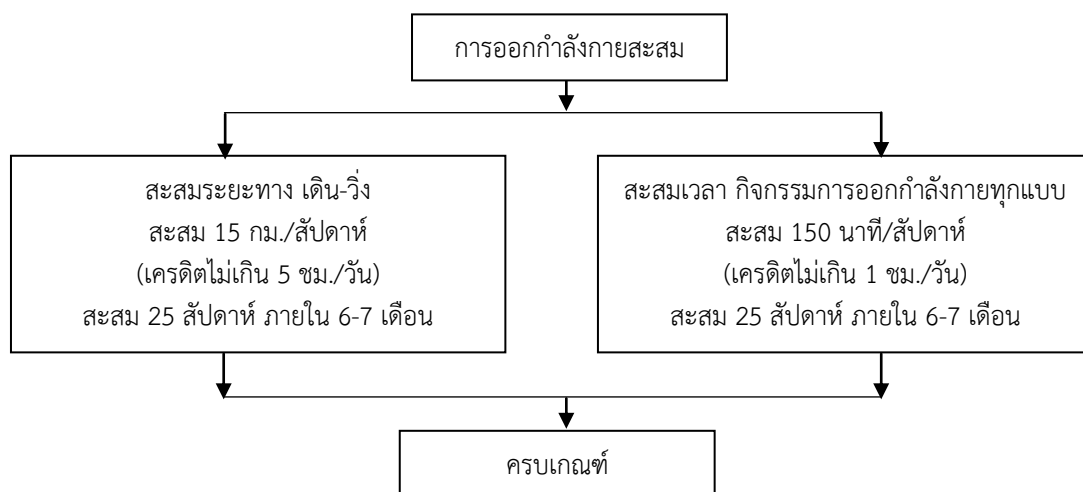 การออกกำลังกายสะสม
สะสมระยะทาง เดิน-วิ่ง
สะสม 15 กม./สัปดาห์
(เครดิตไม่เกิน 5 ชม./วัน)
สะสม 25 สัปดาห์ ภายใน 6-7 เดือน
สะสมเวลา กิจกรรมการออกกำลังกายทุกแบบ
สะสม 150 นาที/สัปดาห์
(เครดิตไม่เกิน 1 ชม./วัน)
สะสม 25 สัปดาห์ ภายใน 6-7 เดือน
ครบเกณฑ์